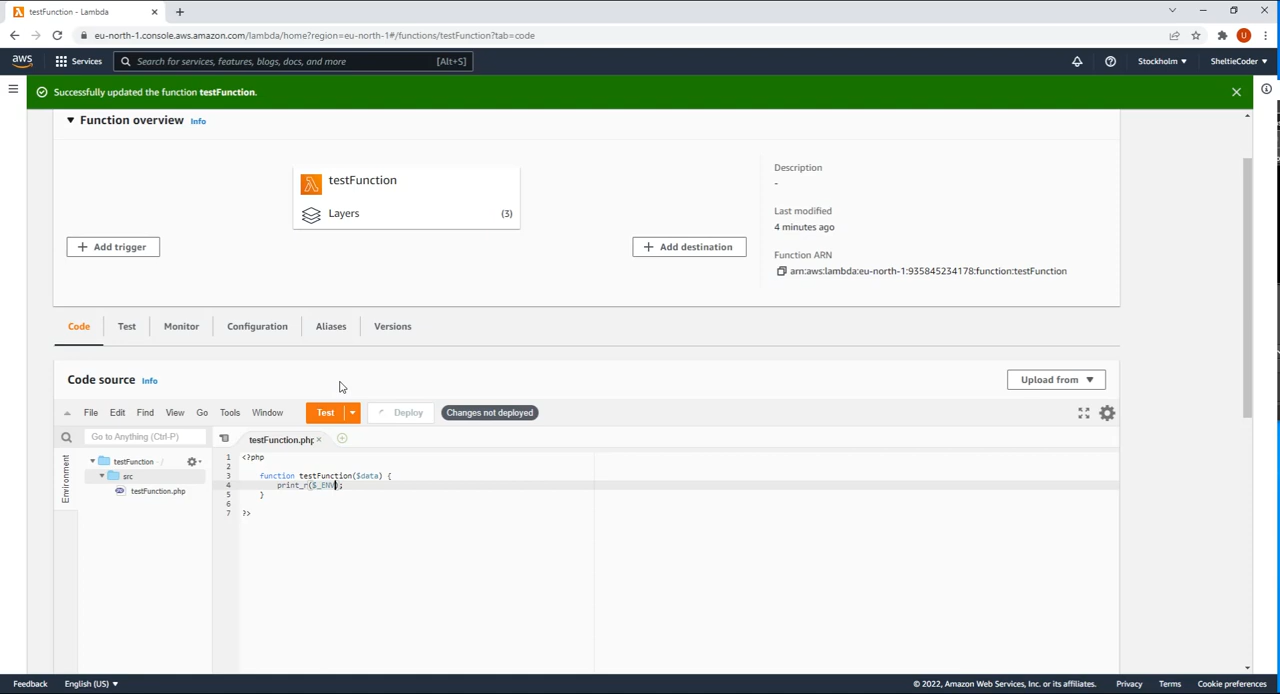 testFunction - Lambda
eu-north-1.console.aws.amazon.com/lambda/home?region=eu-north-1#/functions/testFunction?tab=code
U
aws
Services
Search for services, features, blogs, docs, and more
[Alt+S]
Stockholm
SheltieCoder
Successfully updated the function testFunction.
Function overview
Info
testFunction
Layers
(3)
Add trigger
Add destination
Description
-
Last modified
4 minutes ago
Function ARN
arn:aws:lambda:eu-north-1:935845234178:function:testFunction
Code
Test
Monitor
Configuration
Aliases
Versions
Code source
Info
Upload from
File
Edit
Find
View
Go
Tools
Window
Test
Deploy
Changes not deployed
Go to Anything (Ctrl-P)
testFunction.php
Environment
testFunction - /
src
testFunction.php
1 <?php
2
3 function testFunction($data) {
4 print_r($_ENV);
5 }
6
7 ?>
Feedback
English (US)
© 2022, Amazon Web Services, Inc. or its affiliates.
Privacy
Terms
Cookie preferences